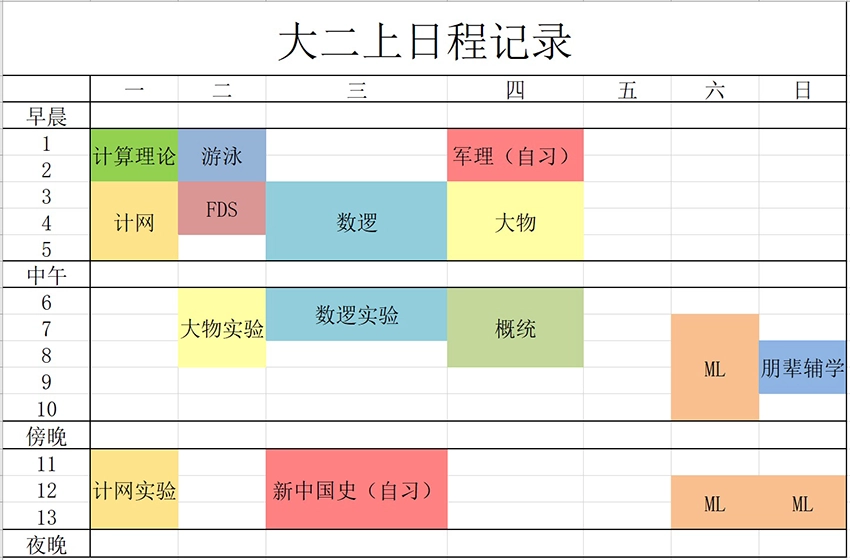 大二上日程记录
一 二 三 四 五 六 日
早晨
1
计算理论 游泳 军理（自习）
2
3
FDS
4 计网 数逻 大物
5
中午
6
数逻实验
7 大物实验 概统
8
ML 朋辈辅学
9
10
傍晚
11
12 计网实验 新中国史（自习）
ML ML
13
夜晚